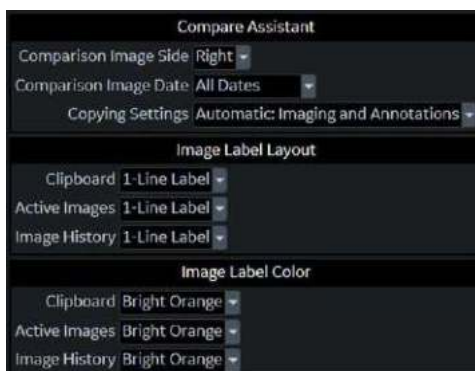 Compare Assistant
Comparison Image Side Right
Comparison Image Date All Dates
Copying Settings Automatic: Imaging and Annotations
Image Label Layout
Clipboard 1-Line Label
Active Images 1-Line Label
Image History 1-Line Label
Image Label Color
Clipboard Bright Orange
Active Images Bright Orange
Image History Bright Orange